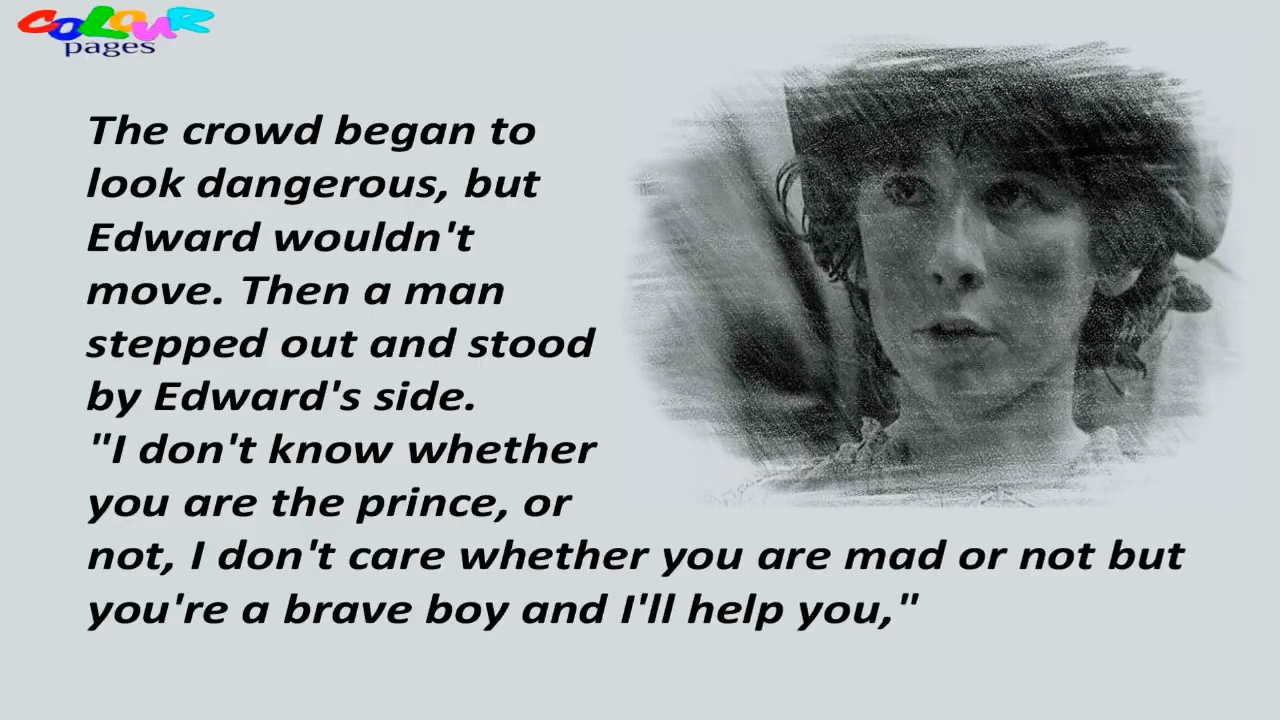 COLOUR
pages
The crowd began to
look dangerous, but
Edward wouldn't
move. Then a man
stepped out and stood
by Edward's side.
"I don't know whether
you are the prince, or
not, I don't care whether you are mad or not but
you're a brave boy and I'll help you,"